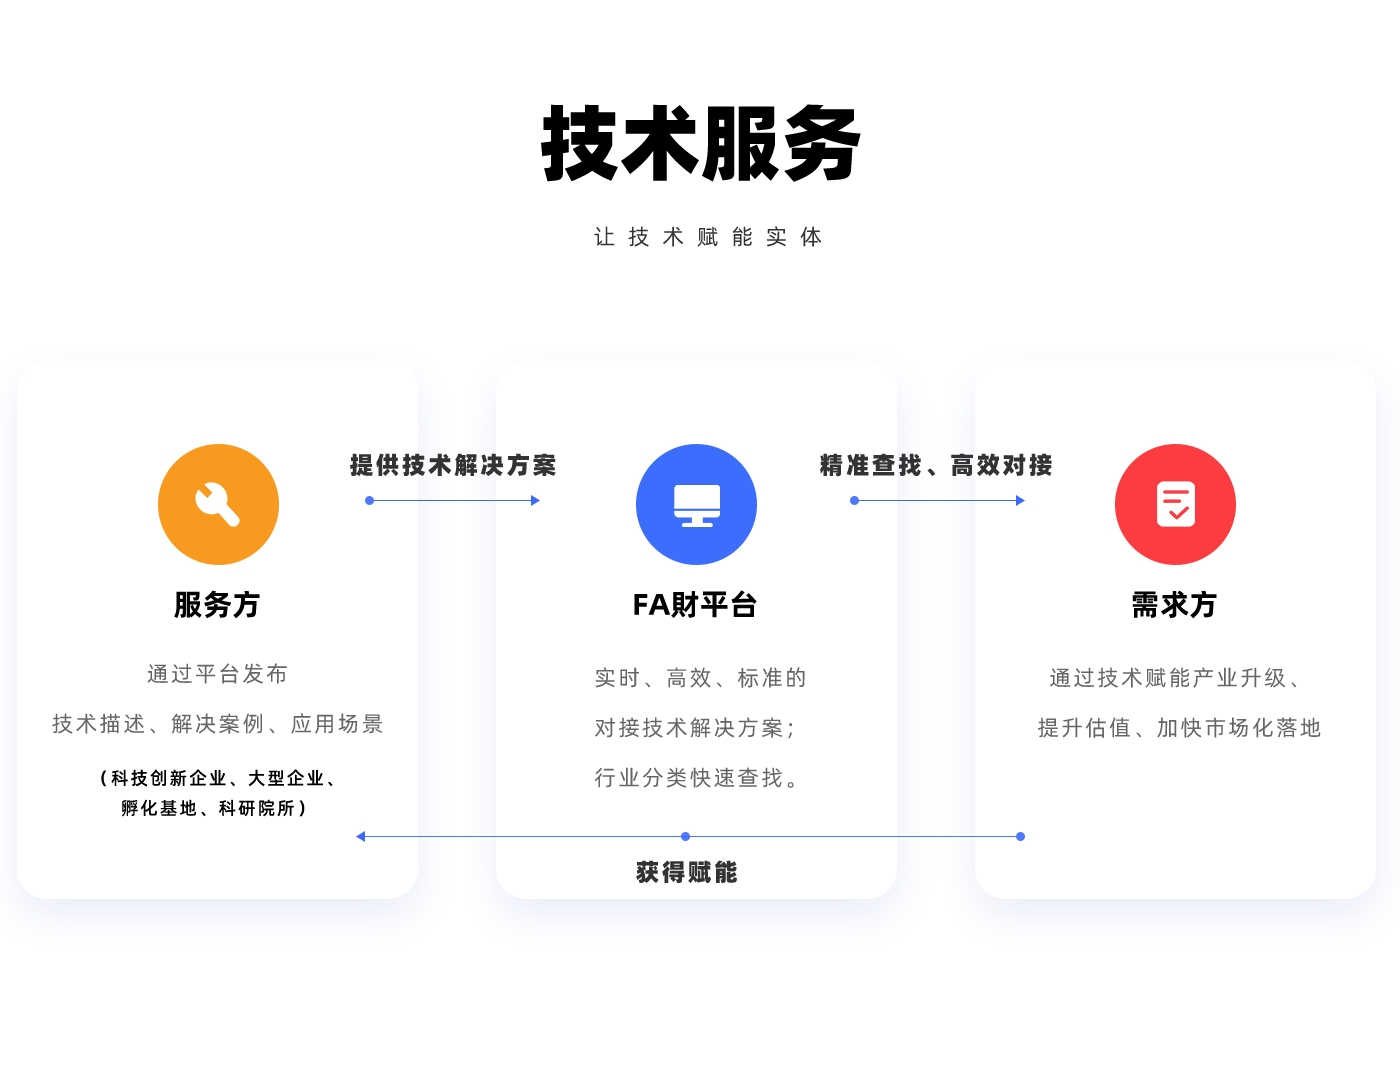 技术服务
让技术赋能实体
提供技术解决方案
精准查找、高效对接
服务方
通过平台发布
技术描述、解决案例、应用场景
（科技创新企业、大型企业、
孵化基地、科研院所）
FA财平台
实时、高效、标准的
对接技术解决方案；
行业分类快速查找。
需求方
通过技术赋能产业升级、
提升估值、加快市场化落地
获得赋能